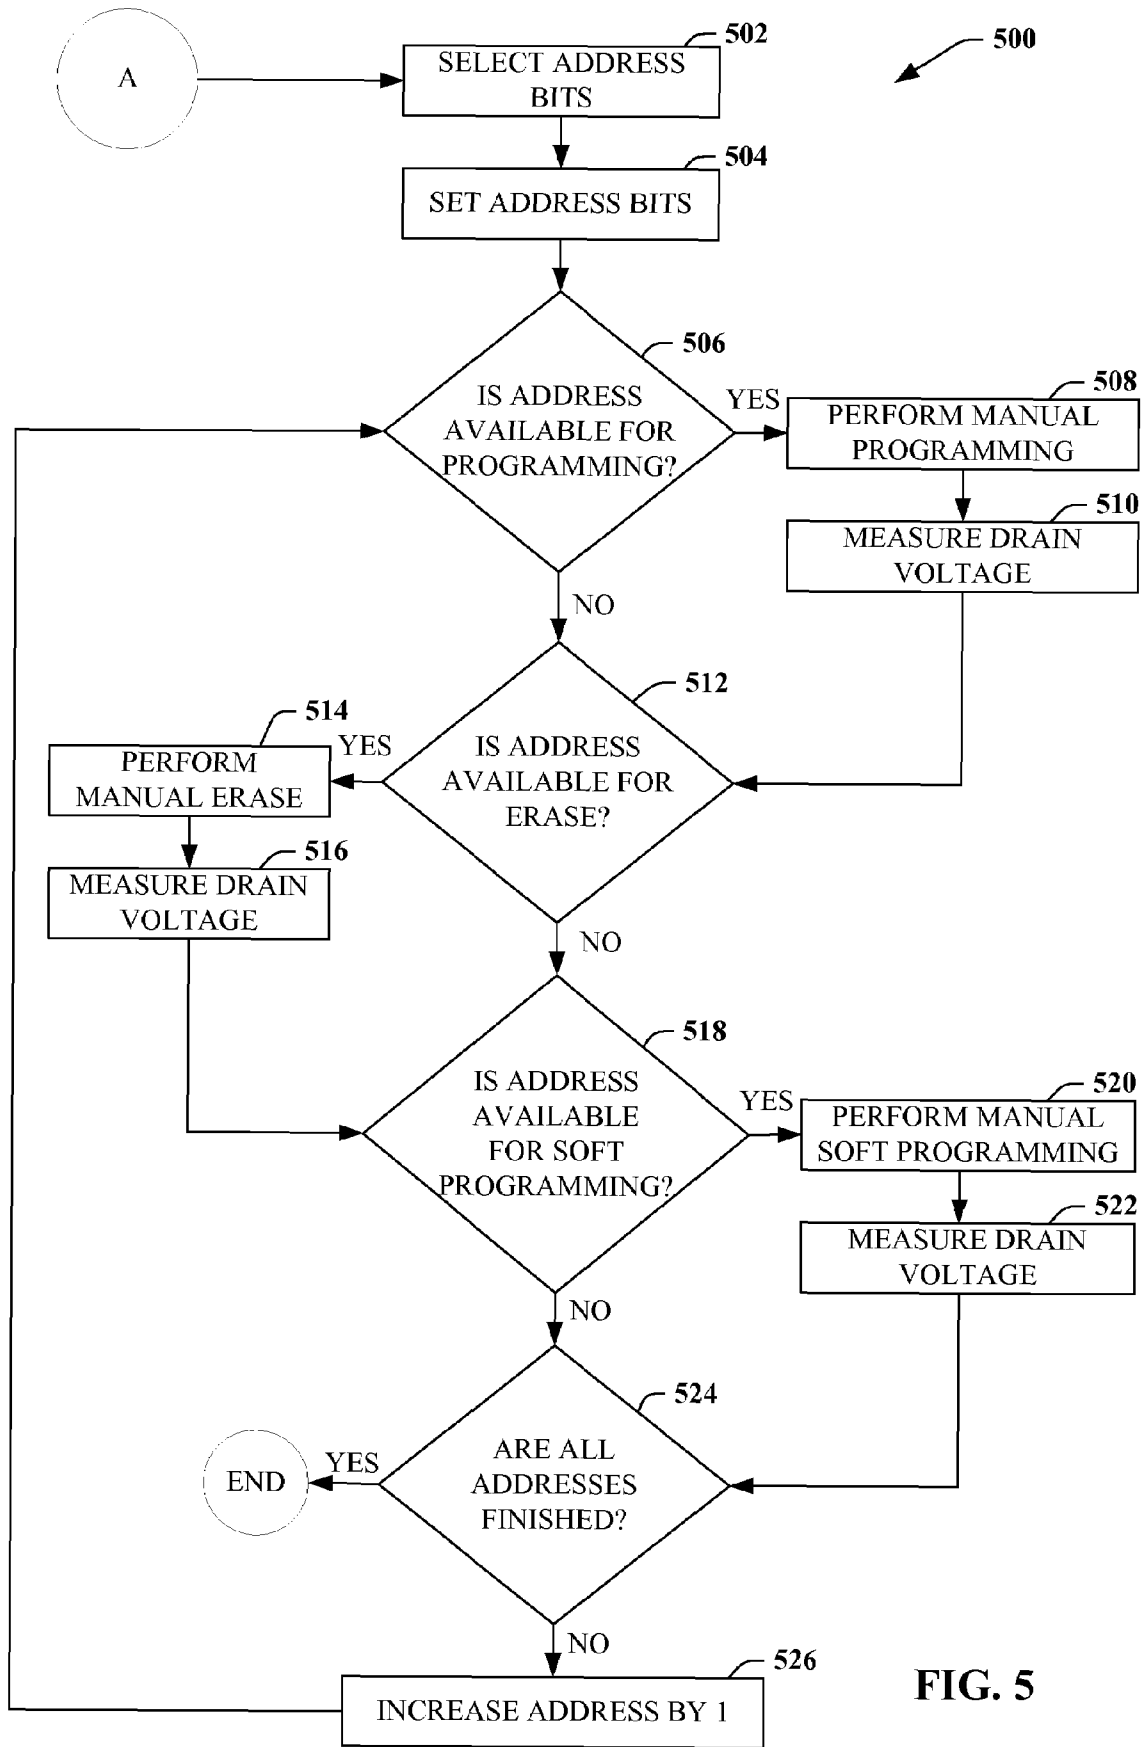 502
500
A
SELECT ADDRESS
BITS
504
SET ADDRESS BITS
506
IS ADDRESS
AVAILABLE FOR
PROGRAMMING?
YES
508
PERFORM MANUAL
PROGRAMMING
510
MEASURE DRAIN
VOLTAGE
NO
512
IS ADDRESS
AVAILABLE FOR
ERASE?
YES
514
PERFORM
MANUAL ERASE
516
MEASURE DRAIN
VOLTAGE
NO
518
IS ADDRESS
AVAILABLE
FOR SOFT
PROGRAMMING?
YES
520
PERFORM MANUAL
SOFT PROGRAMMING
522
MEASURE DRAIN
VOLTAGE
NO
524
ARE ALL
ADDRESSES
FINISHED?
YES
END
NO
526
INCREASE ADDRESS BY 1
FIG. 5